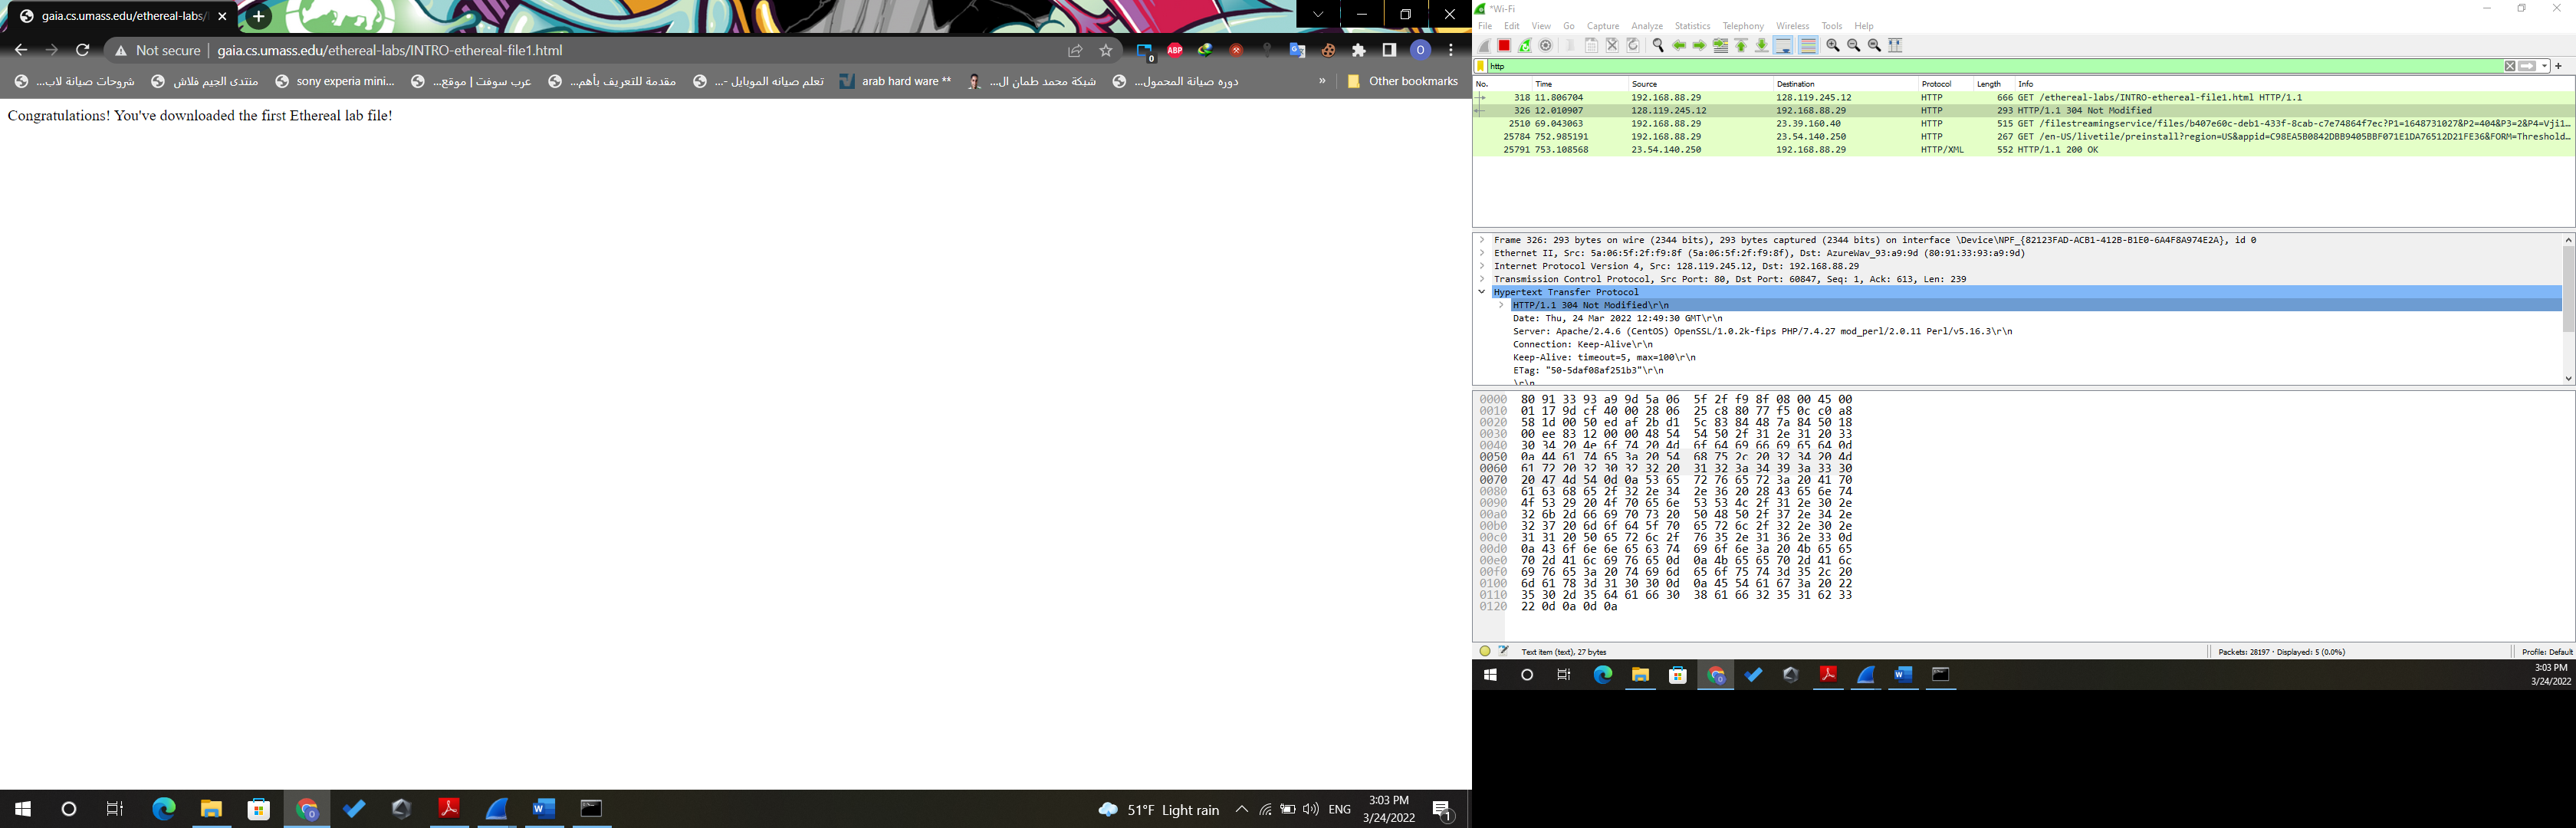 gaia.cs.umass.edu/ethereal-labs/
Not secure | gaia.cs.umass.edu/ethereal-labs/INTRO-ethereal-file1.html
ABP
0
O
شروحات صيانة لاب...
منتدى الجيم فلاش
sony experia mini...
عرب سوفت | موقع...
مقدمة للتعريف بأهم...
تعلم صيانه الموبايل -...
arab hard ware **
شبكة محمد طمان ال...
دوره صيانة المحمول...
»
Other bookmarks
Congratulations! You've downloaded the first Ethereal lab file!
51°F Light rain
ENG
3:03 PM
3/24/2022
1
*Wi-Fi
File Edit View Go Capture Analyze Statistics Telephony Wireless Tools Help
http
No. Time Source Destination Protocol Length Info
318 11.806704 192.168.88.29 128.119.245.12 HTTP 666 GET /ethereal-labs/INTRO-ethereal-file1.html HTTP/1.1
326 12.010907 128.119.245.12 192.168.88.29 HTTP 293 HTTP/1.1 304 Not Modified
2510 69.043063 192.168.88.29 23.39.160.40 HTTP 515 GET /filestreamingservice/files/b407e60c-deb1-433f-8cab-c7e74864f7ec?P1=1648731027&P2=404&P3=2&P4=Vji1...
25784 752.985191 192.168.88.29 23.54.140.250 HTTP 267 GET /en-US/livetile/preinstall?region=US&appid=C98EA5B0842DBB9405BBF071E1DA76512D21FE36&FORM=Threshold...
25791 753.108568 23.54.140.250 192.168.88.29 HTTP/XML 552 HTTP/1.1 200 OK
Frame 326: 293 bytes on wire (2344 bits), 293 bytes captured (2344 bits) on interface \Device\NPF_{82123FAD-ACB1-412B-B1E0-6A4F8A974E2A}, id 0
Ethernet II, Src: 5a:06:5f:2f:f9:8f (5a:06:5f:2f:f9:8f), Dst: AzureWav_93:a9:9d (80:91:33:93:a9:9d)
Internet Protocol Version 4, Src: 128.119.245.12, Dst: 192.168.88.29
Transmission Control Protocol, Src Port: 80, Dst Port: 60847, Seq: 1, Ack: 613, Len: 239
Hypertext Transfer Protocol
HTTP/1.1 304 Not Modified\r\n
Date: Thu, 24 Mar 2022 12:49:30 GMT\r\n
Server: Apache/2.4.6 (CentOS) OpenSSL/1.0.2k-fips PHP/7.4.27 mod_perl/2.0.11 Perl/v5.16.3\r\n
Connection: Keep-Alive\r\n
Keep-Alive: timeout=5, max=100\r\n
ETag: "50-5daf08af251b3"\r\n
\r\n
0000 80 91 33 93 a9 9d 5a 06 5f 2f f9 8f 08 00 45 00
0010 01 17 9d cf 40 00 28 06 25 c8 80 77 f5 0c c0 a8
0020 58 1d 00 50 ed af 2b d1 5c 83 84 48 7a 84 50 18
0030 00 ee 83 12 00 00 48 54 54 50 2f 31 2e 31 20 33
0040 30 34 20 4e 6f 74 20 4d 6f 64 69 66 69 65 64 0d
0050 0a 44 61 74 65 3a 20 54 68 75 2c 20 32 34 20 4d
0060 61 72 20 32 30 32 32 20 31 32 3a 34 39 3a 33 30
0070 20 47 4d 54 0d 0a 53 65 72 76 65 72 3a 20 41 70
0080 61 63 68 65 2f 32 2e 34 2e 36 20 28 43 65 6e 74
0090 4f 53 29 20 4f 70 65 6e 53 53 4c 2f 31 2e 30 2e
00a0 32 6b 2d 66 69 70 73 20 50 48 50 2f 37 2e 34 2e
00b0 32 37 20 6d 6f 64 5f 70 65 72 6c 2f 32 2e 30 2e
00c0 31 31 20 50 65 72 6c 2f 76 35 2e 31 36 2e 33 0d
00d0 0a 43 6f 6e 6e 65 63 74 69 6f 6e 3a 20 4b 65 65
00e0 70 2d 41 6c 69 76 65 0d 0a 4b 65 65 70 2d 41 6c
00f0 69 76 65 3a 20 74 69 6d 65 6f 75 74 3d 35 2c 20
0100 6d 61 78 3d 31 30 30 0d 0a 45 54 61 67 3a 20 22
0110 35 30 2d 35 64 61 66 30 38 61 66 32 35 31 62 33
0120 22 0d 0a 0d 0a
Text item (text), 27 bytes
Packets: 28197 · Displayed: 5 (0.0%)
Profile: Default
3:03 PM
3/24/2022